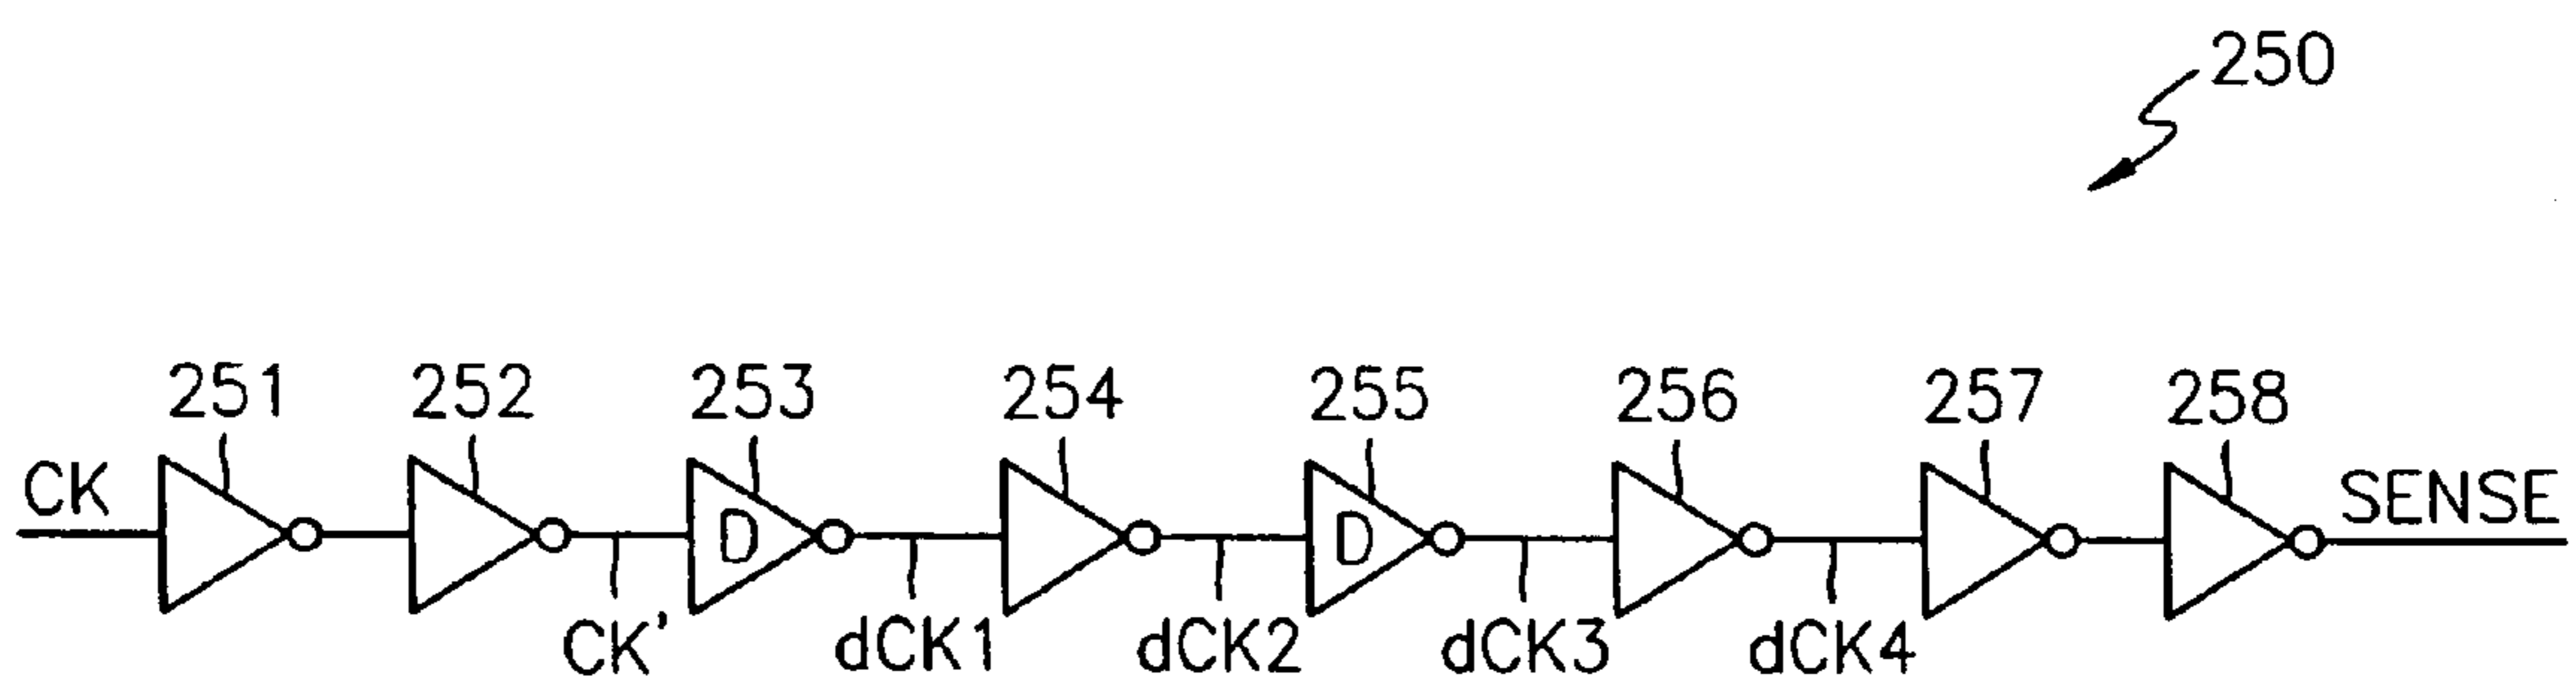 250
251 252 253 254 255 256 257 258
CK D D SENSE
CK' dCK1 dCK2 dCK3 dCK4